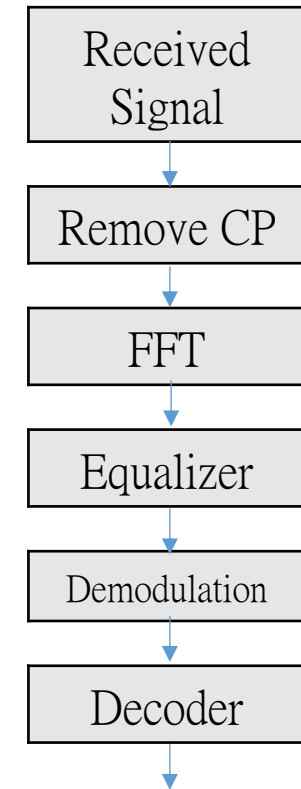 Received
Signal
Remove CP
FFT
Equalizer
Demodulation
Decoder